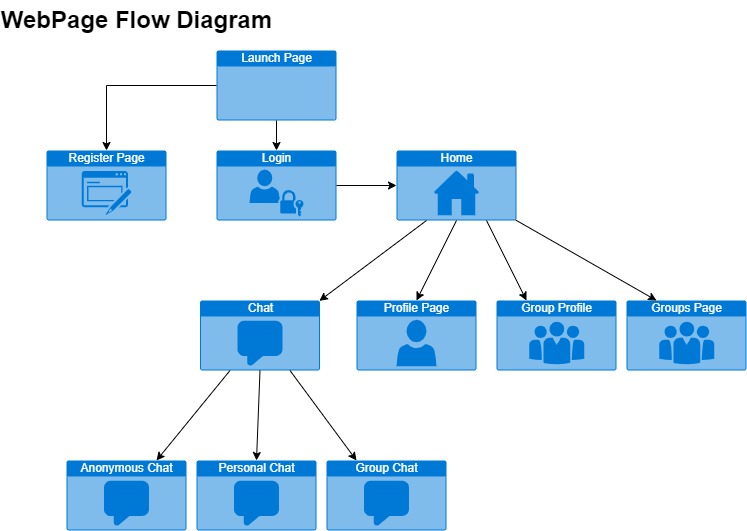 WebPage Flow Diagram
Launch Page
Register Page
Login
Home
Chat
Profile Page
Group Profile
Groups Page
Anonymous Chat
Personal Chat
Group Chat